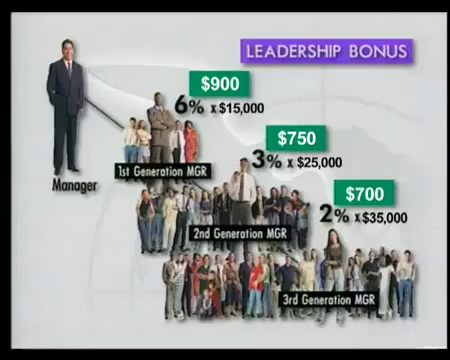 LEADERSHIP BONUS
$900
6% x $15,000
1st Generation MGR
Manager
$750
3% x $25,000
2nd Generation MGR
$700
2% x $35,000
3rd Generation MGR